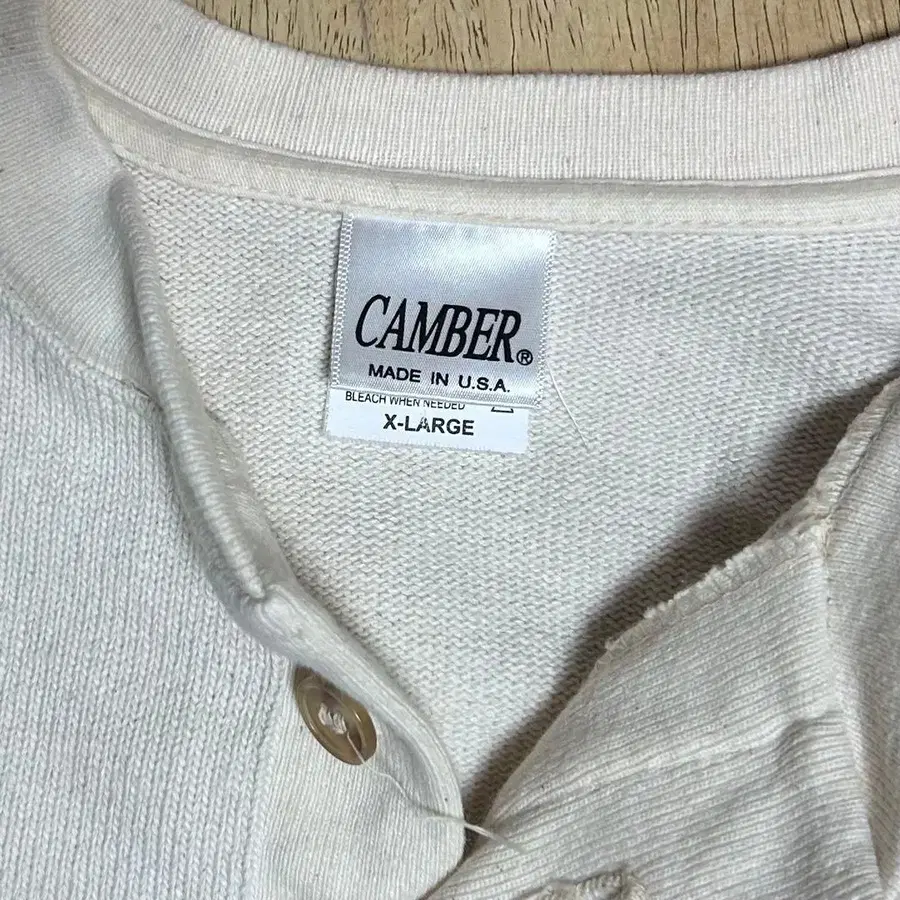 CAMBER®
MADE IN U.S.A.
BLEACH WHEN NEEDED
X-LARGE